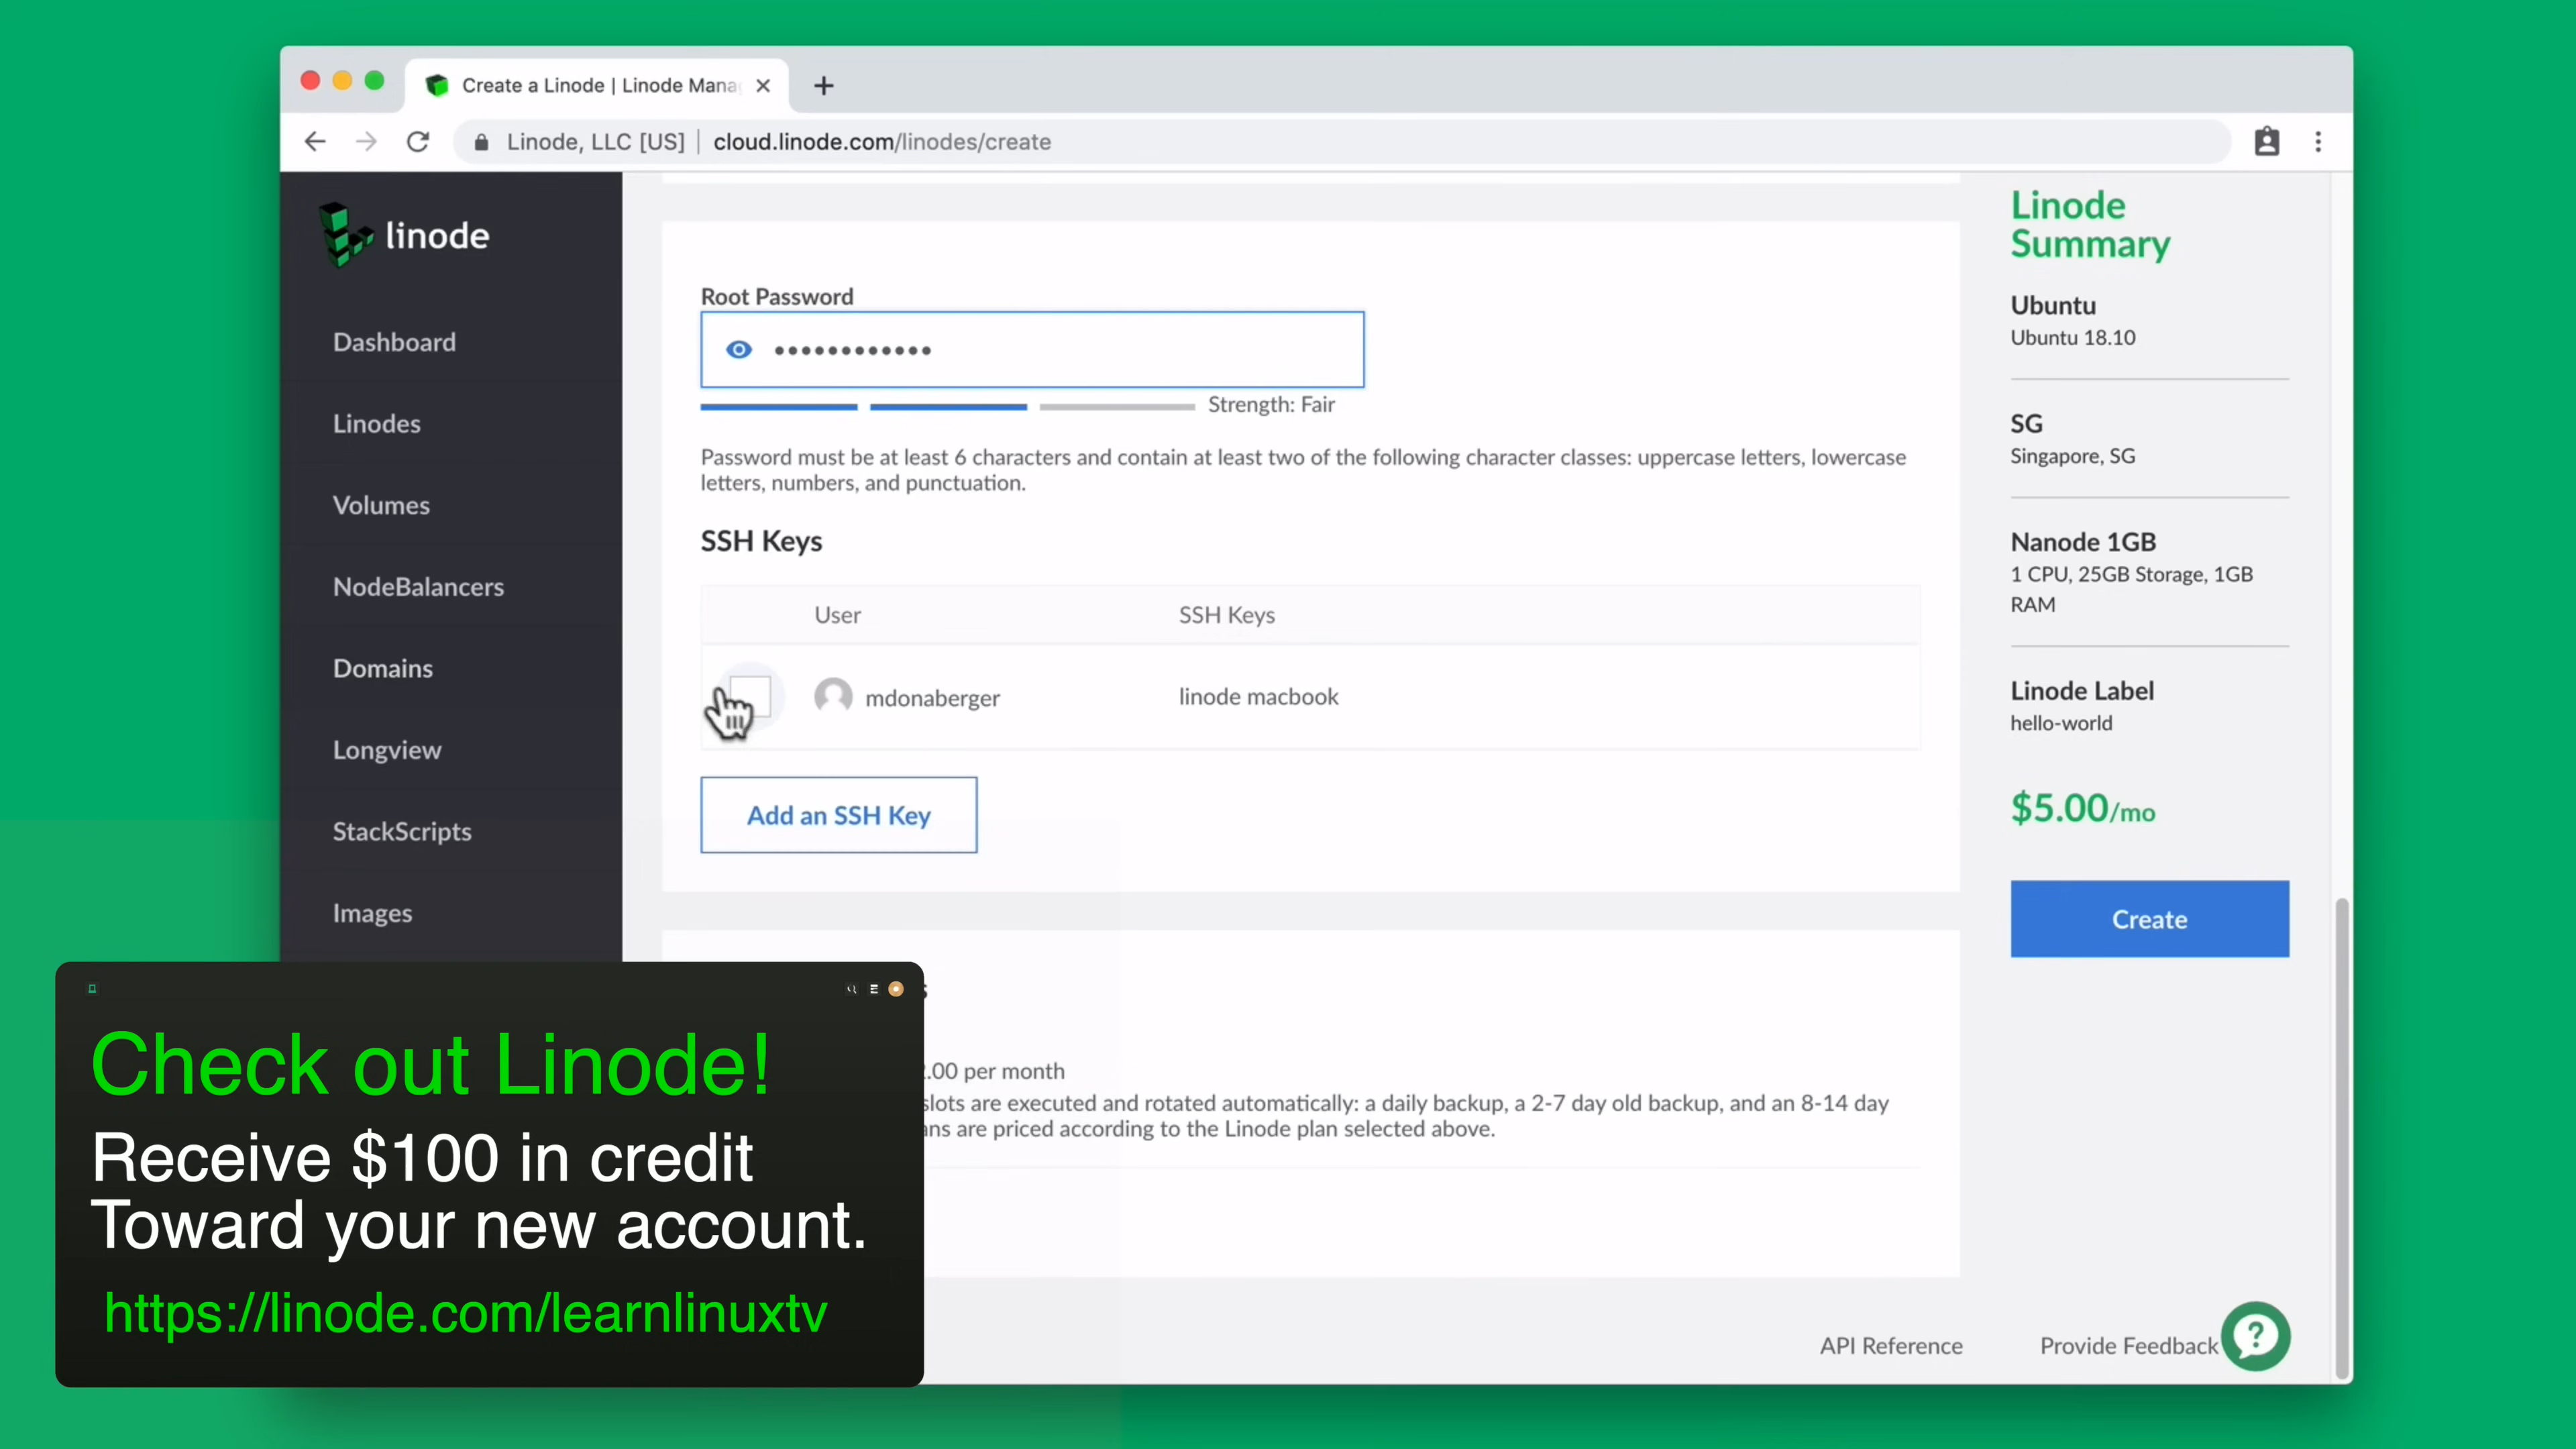 Create a Linode | Linode Mana
Linode, LLC [US] | cloud.linode.com/linodes/create
linode
Dashboard
Linodes
Volumes
NodeBalancers
Domains
Longview
StackScripts
Images
Root Password
Strength: Fair
Password must be at least 6 characters and contain at least two of the following character classes: uppercase letters, lowercase
letters, numbers, and punctuation.
SSH Keys
User SSH Keys
mdonaberger linode macbook
Add an SSH Key
.00 per month
slots are executed and rotated automatically: a daily backup, a 2-7 day old backup, and an 8-14 day
are priced according to the Linode plan selected above.
Linode
Summary
Ubuntu
Ubuntu 18.10
SG
Singapore, SG
Nanode 1GB
1 CPU, 25GB Storage, 1GB
RAM
Linode Label
hello-world
$5.00/mo
Create
API Reference
Provide Feedback
Check out Linode!
Receive $100 in credit
Toward your new account.
https://linode.com/learnlinuxtv